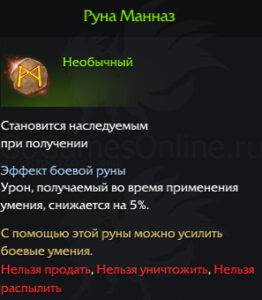 Руна Манназ
Необычный
Становится наследуемым
при получении
Эффект боевой руны
Урон, получаемый во время применения
умения, снижается на 5%.
С помощью этой руны можно усилить
боевые умения.
Нельзя продать, Нельзя уничтожить, Нельзя
распылить